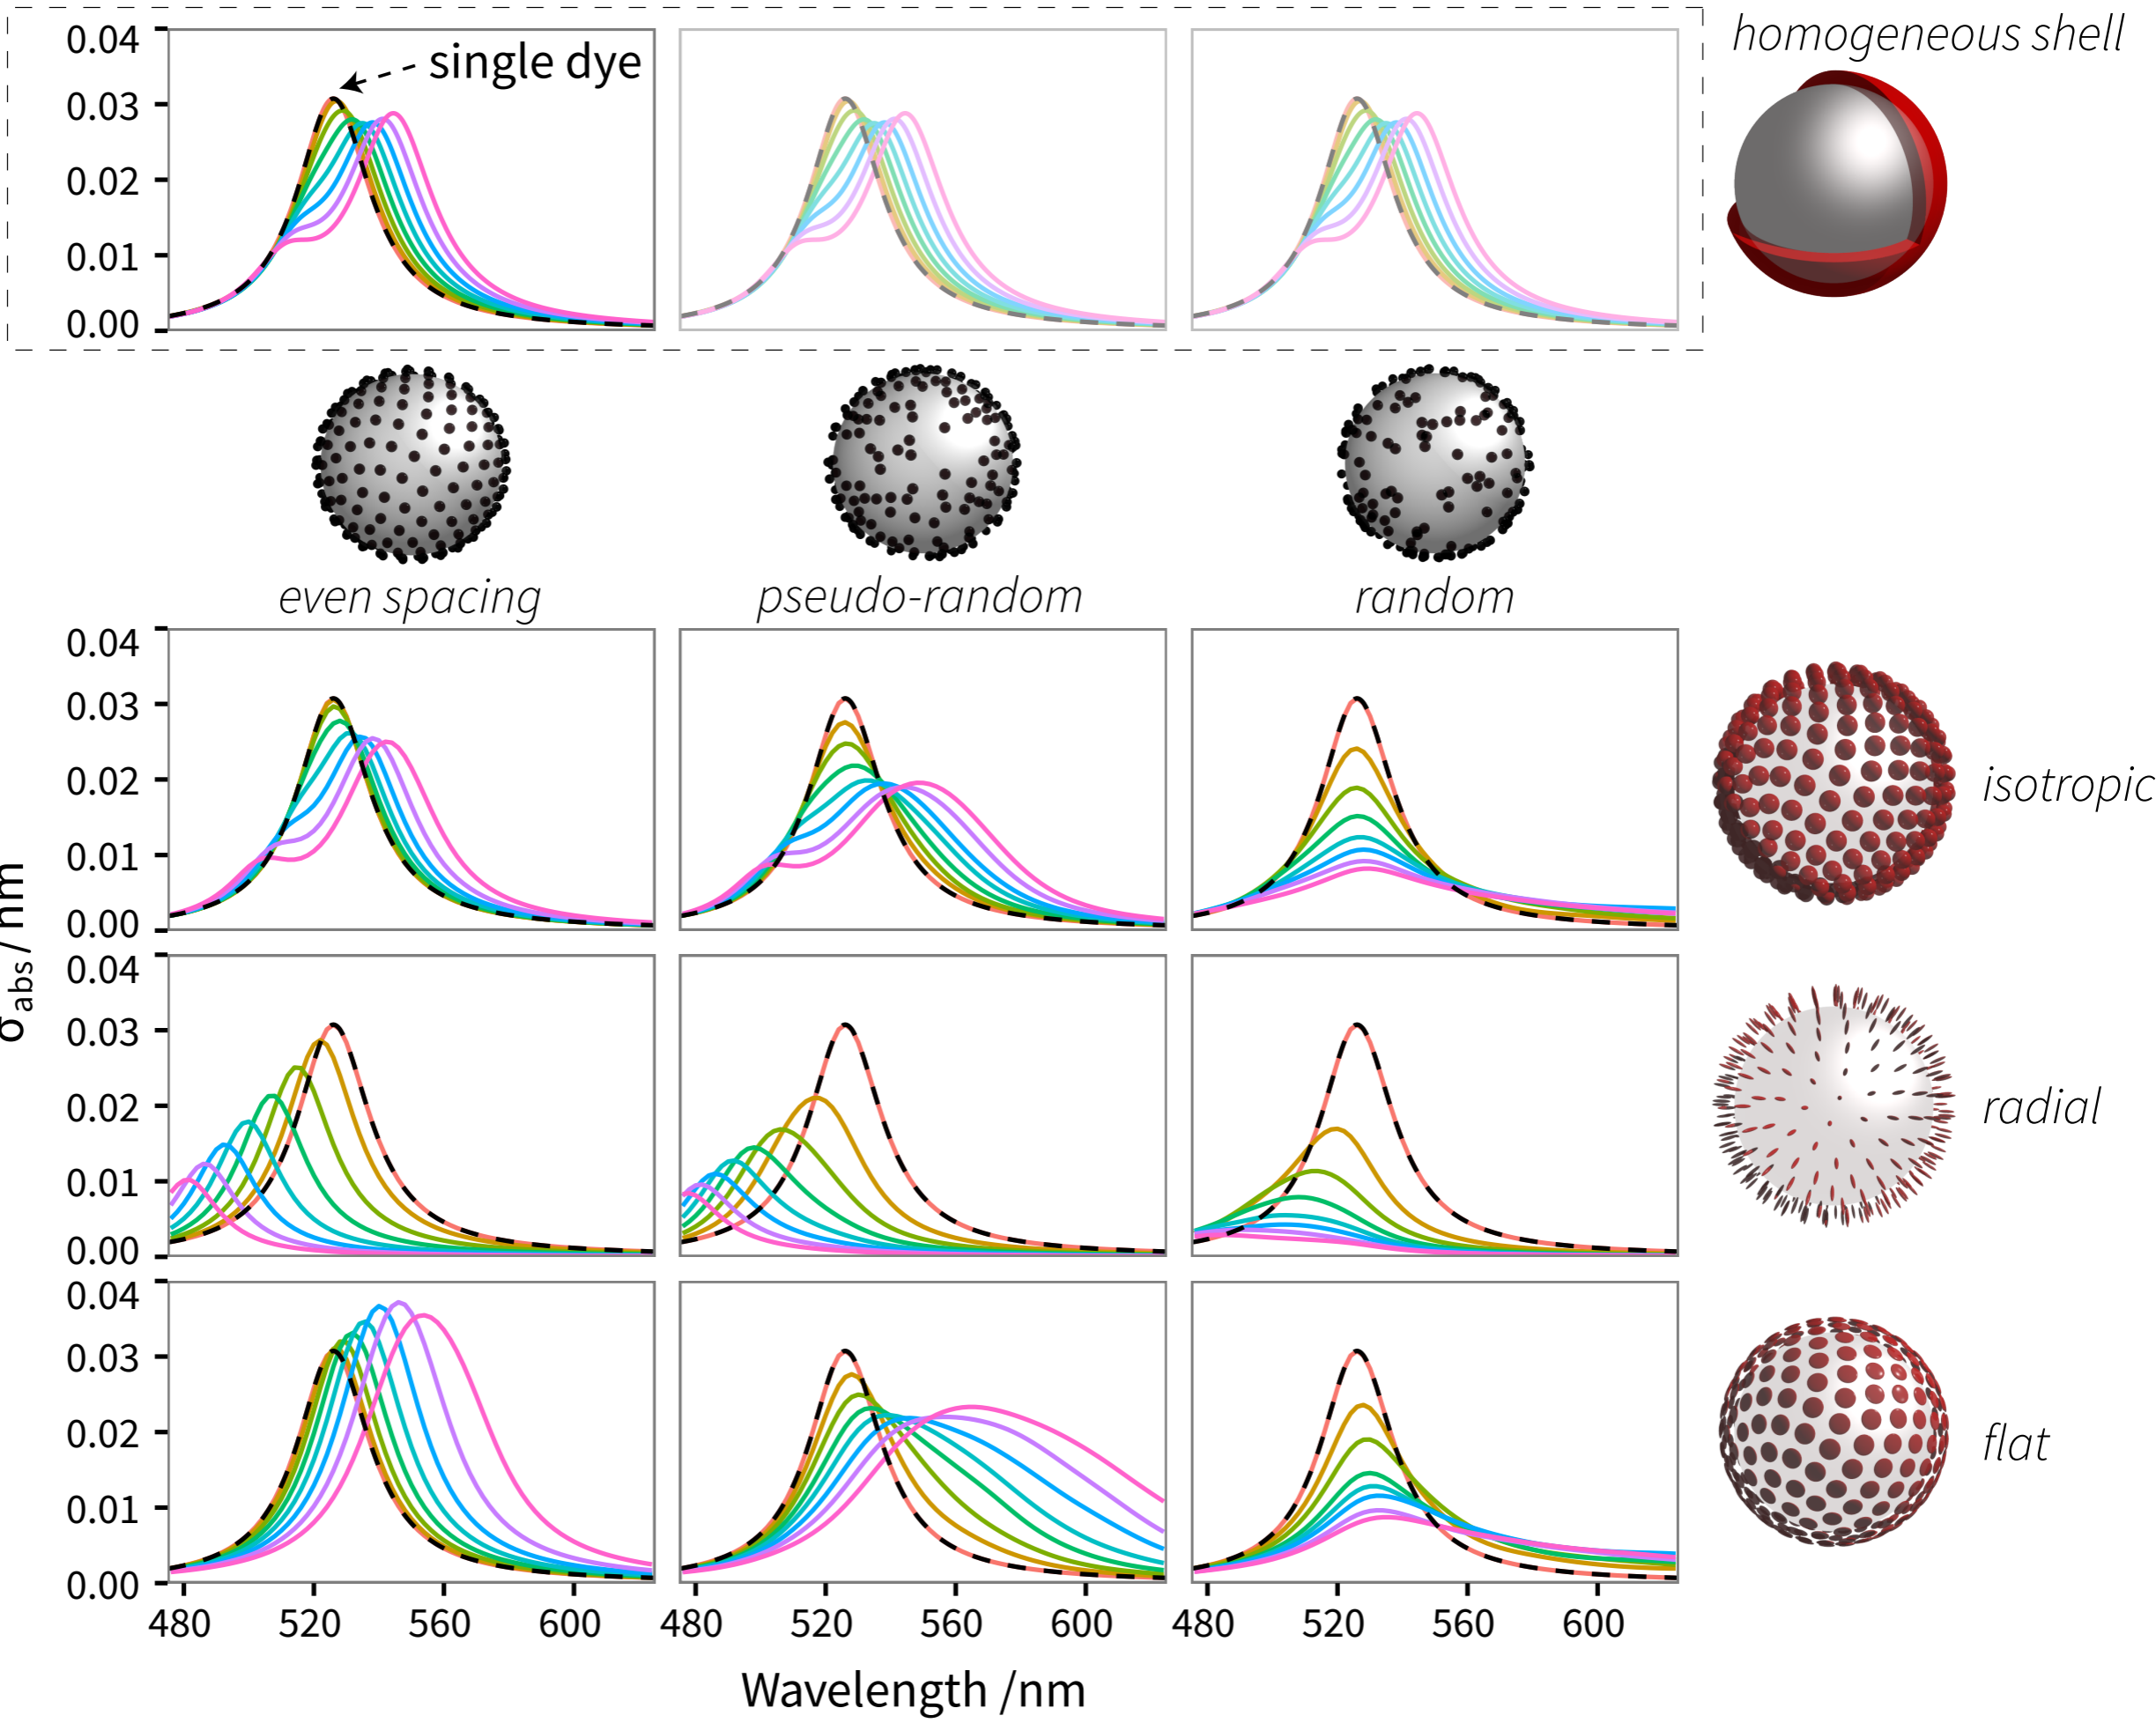 homogeneous shell
0.04
0.03
0.02
0.01
0.00
single dye
even spacing
pseudo-random
random
σabs / nm
0.04
0.03
0.02
0.01
0.00
isotropic
0.04
0.03
0.02
0.01
0.00
radial
0.04
0.03
0.02
0.01
0.00
flat
480 520 560 600 480 520 560 600 480 520 560 600
Wavelength /nm